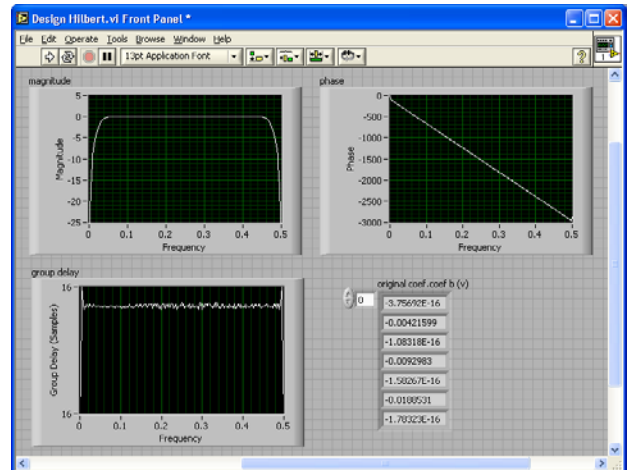 Design Hilbert.vi Front Panel *
File Edit Operate Tools Browse Window Help
13pt Application Font
1
magnitude
5
0
-5
-10
-15
-20
-25
Magnitude
0 0.1 0.2 0.3 0.4 0.5
Frequency
phase
0
-500
-1000
-1500
-2000
-2500
-3000
Phase
0 0.1 0.2 0.3 0.4 0.5
Frequency
group delay
16
16
Group Delay (Samples)
0 0.1 0.2 0.3 0.4 0.5
Frequency
original coef.coef b (v)
0
-3.75692E-16
-0.00421599
-1.08318E-16
-0.0092983
-1.58267E-16
-0.0188531
-1.78323E-16